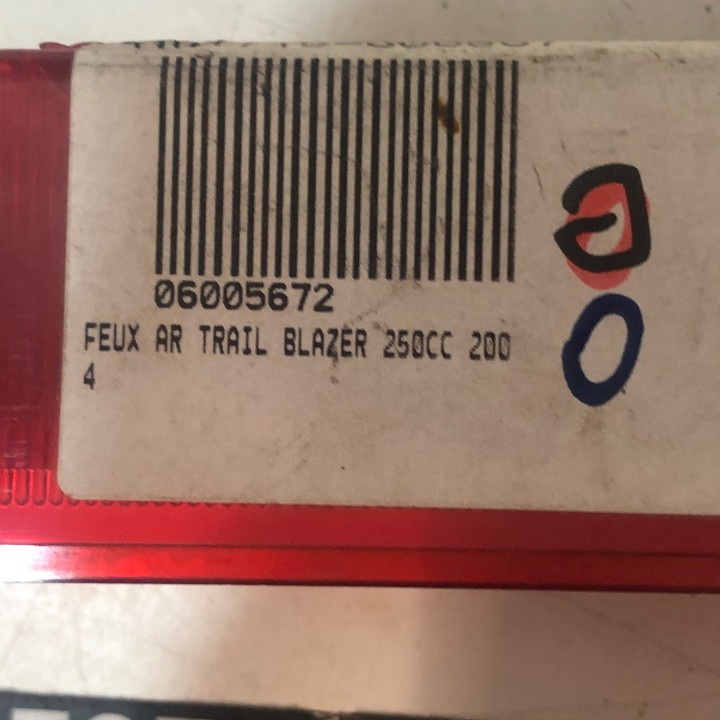 06005672
FEUX AR TRAIL BLAZER 250CC 200
4
0